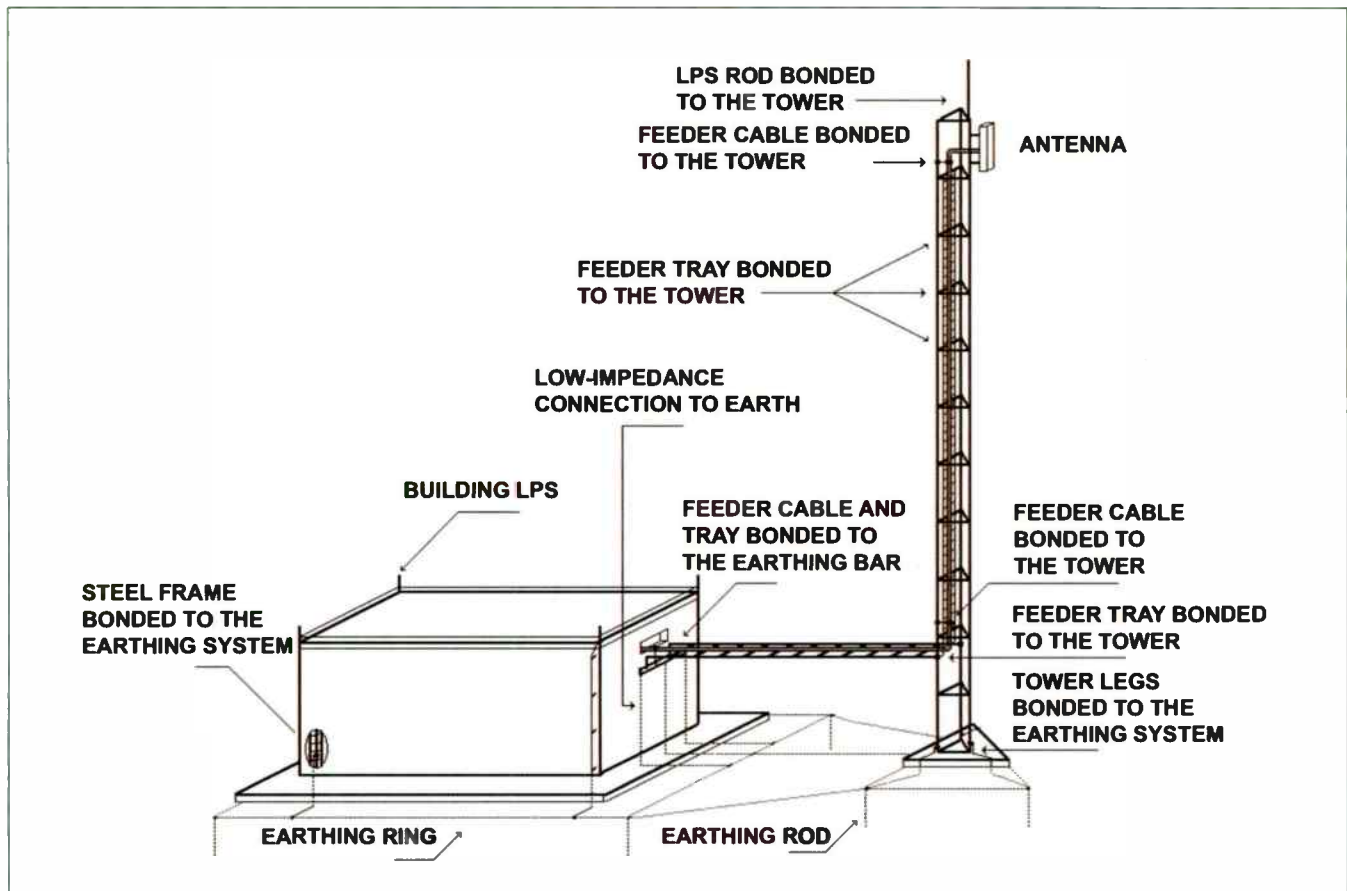 LPS ROD BONDED
TO THE TOWER
FEEDER CABLE BONDED
TO THE TOWER
ANTENNA
FEEDER TRAY BONDED
TO THE TOWER
LOW-IMPEDANCE
CONNECTION TO EARTH
BUILDING LPS
FEEDER CABLE AND
TRAY BONDED TO
THE EARTHING BAR
FEEDER CABLE
BONDED TO
THE TOWER
STEEL FRAME
BONDED TO THE
EARTHING SYSTEM
FEEDER TRAY BONDED
TO THE TOWER
TOWER LEGS
BONDED TO THE
EARTHING SYSTEM
EARTHING RING
EARTHING ROD